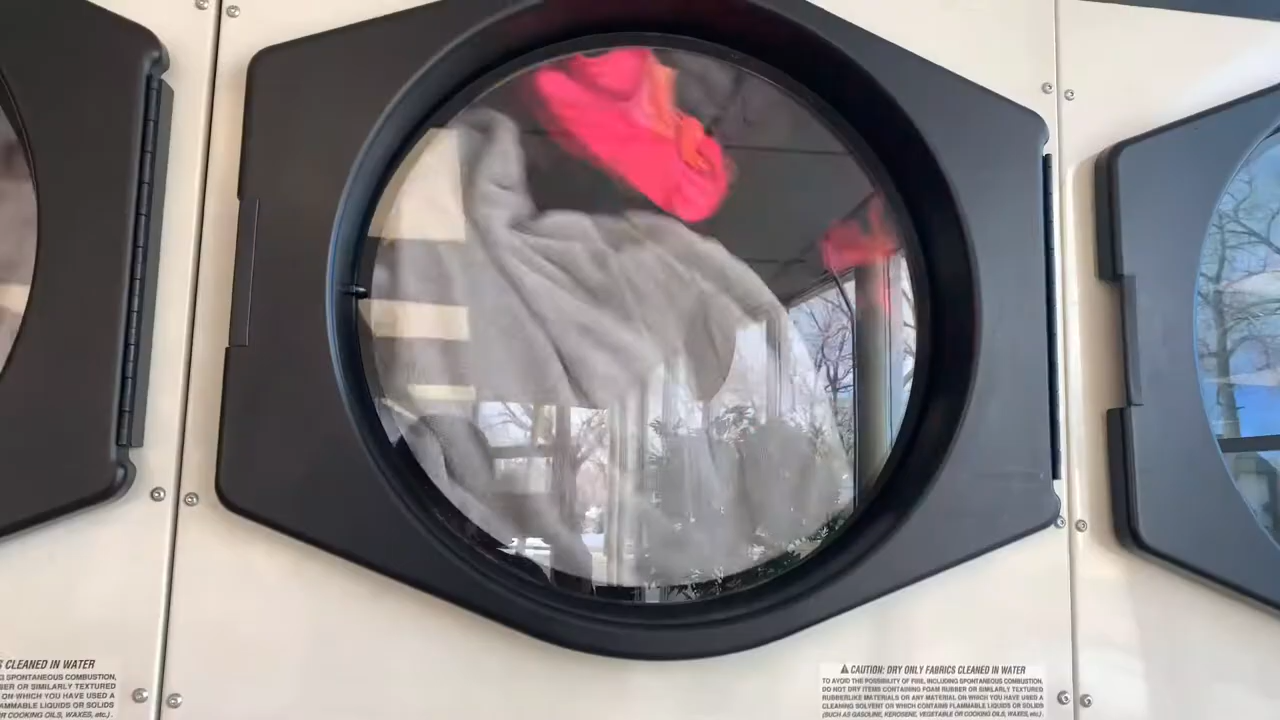 S CLEANED IN WATER
G SPONTANEOUS COMBUSTION,
BER OR SIMILARLY TEXTURED
ON WHICH YOU HAVE USED A
AMMABLE LIQUIDS OR SOLIDS
R COOKING OILS, WAXES, etc.).
CAUTION: DRY ONLY FABRICS CLEANED IN WATER
TO AVOID THE POSSIBILITY OF FIRE, INCLUDING SPONTANEOUS COMBUSTION,
DO NOT DRY ITEMS CONTAINING FOAM RUBBER OR SIMILARLY TEXTURED
RUBBERLIKE MATERIALS OR ANY MATERIAL ON WHICH YOU HAVE USED A
CLEANING SOLVENT OR WHICH CONTAINS FLAMMABLE LIQUIDS OR SOLIDS
(SUCH AS GASOLINE, KEROSENE, VEGETABLE OR COOKING OILS, WAXES, etc.).